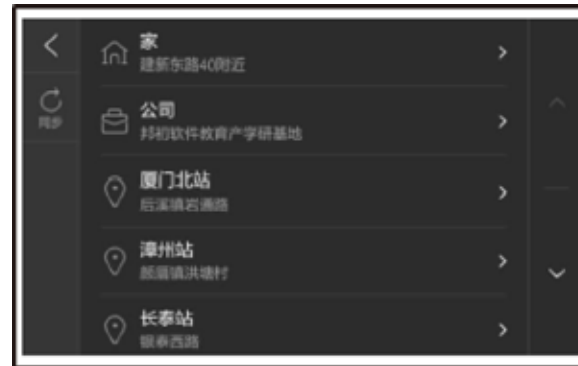 家
建新东路40附近
同步
公司
邦初软件教育产学研基地
厦门北站
后溪镇岩通路
漳州站
颜厝镇洪塘村
长泰站
银泰西路